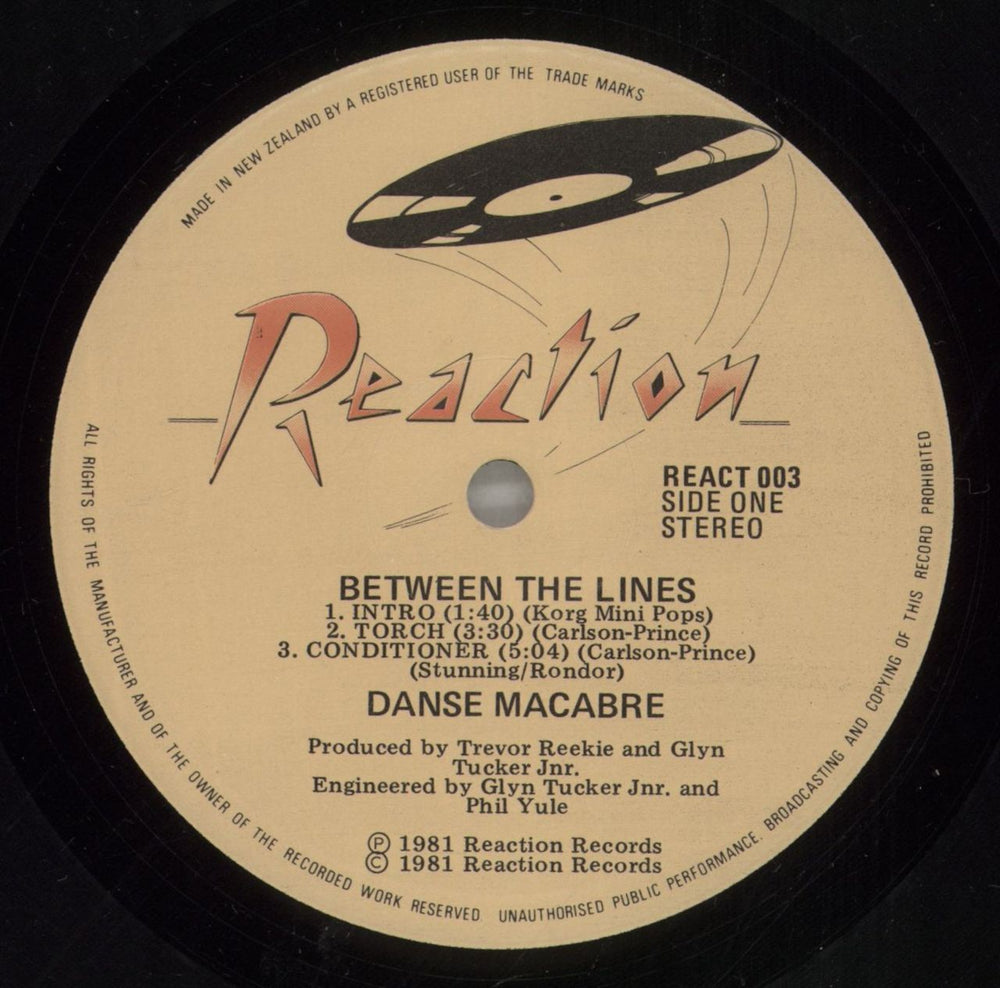 MADE IN NEW ZEALAND BY A REGISTERED USER OF THE TRADE MARKS
Reaction
REACT 003
SIDE ONE
STEREO
BETWEEN THE LINES
1. INTRO (1:40) (Korg Mini Pops)
2. TORCH (3:30) (Carlson-Prince)
3. CONDITIONER (5:04) (Carlson-Prince)
(Stunning/Rondor)
DANSE MACABRE
Produced by Trevor Reekie and Glyn
Tucker Jnr.
Engineered by Glyn Tucker Jnr. and
Phil Yule
℗ 1981 Reaction Records
© 1981 Reaction Records
ALL RIGHTS OF THE MANUFACTURER AND OF THE OWNER OF THE RECORDED WORK RESERVED UNAUTHORISED PUBLIC PERFORMANCE. BROADCASTING AND COPYING OF THIS RECORD PROHIBITED